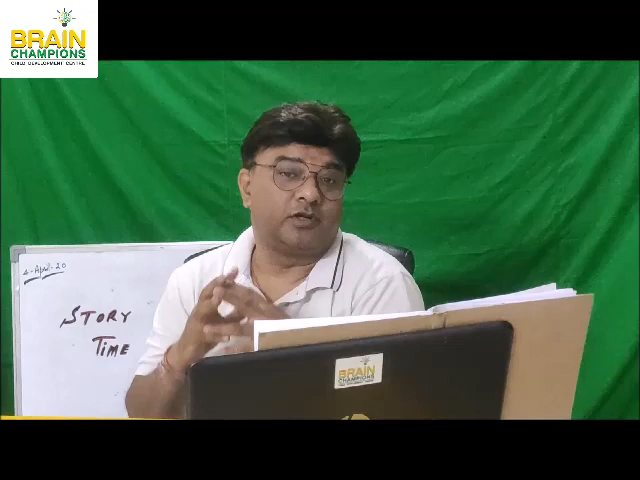 BRAIN
CHAMPIONS
CHILD DEVELOPMENT CENTRE
4-April-20
STORY
TIME
BRAIN
CHAMPIONS